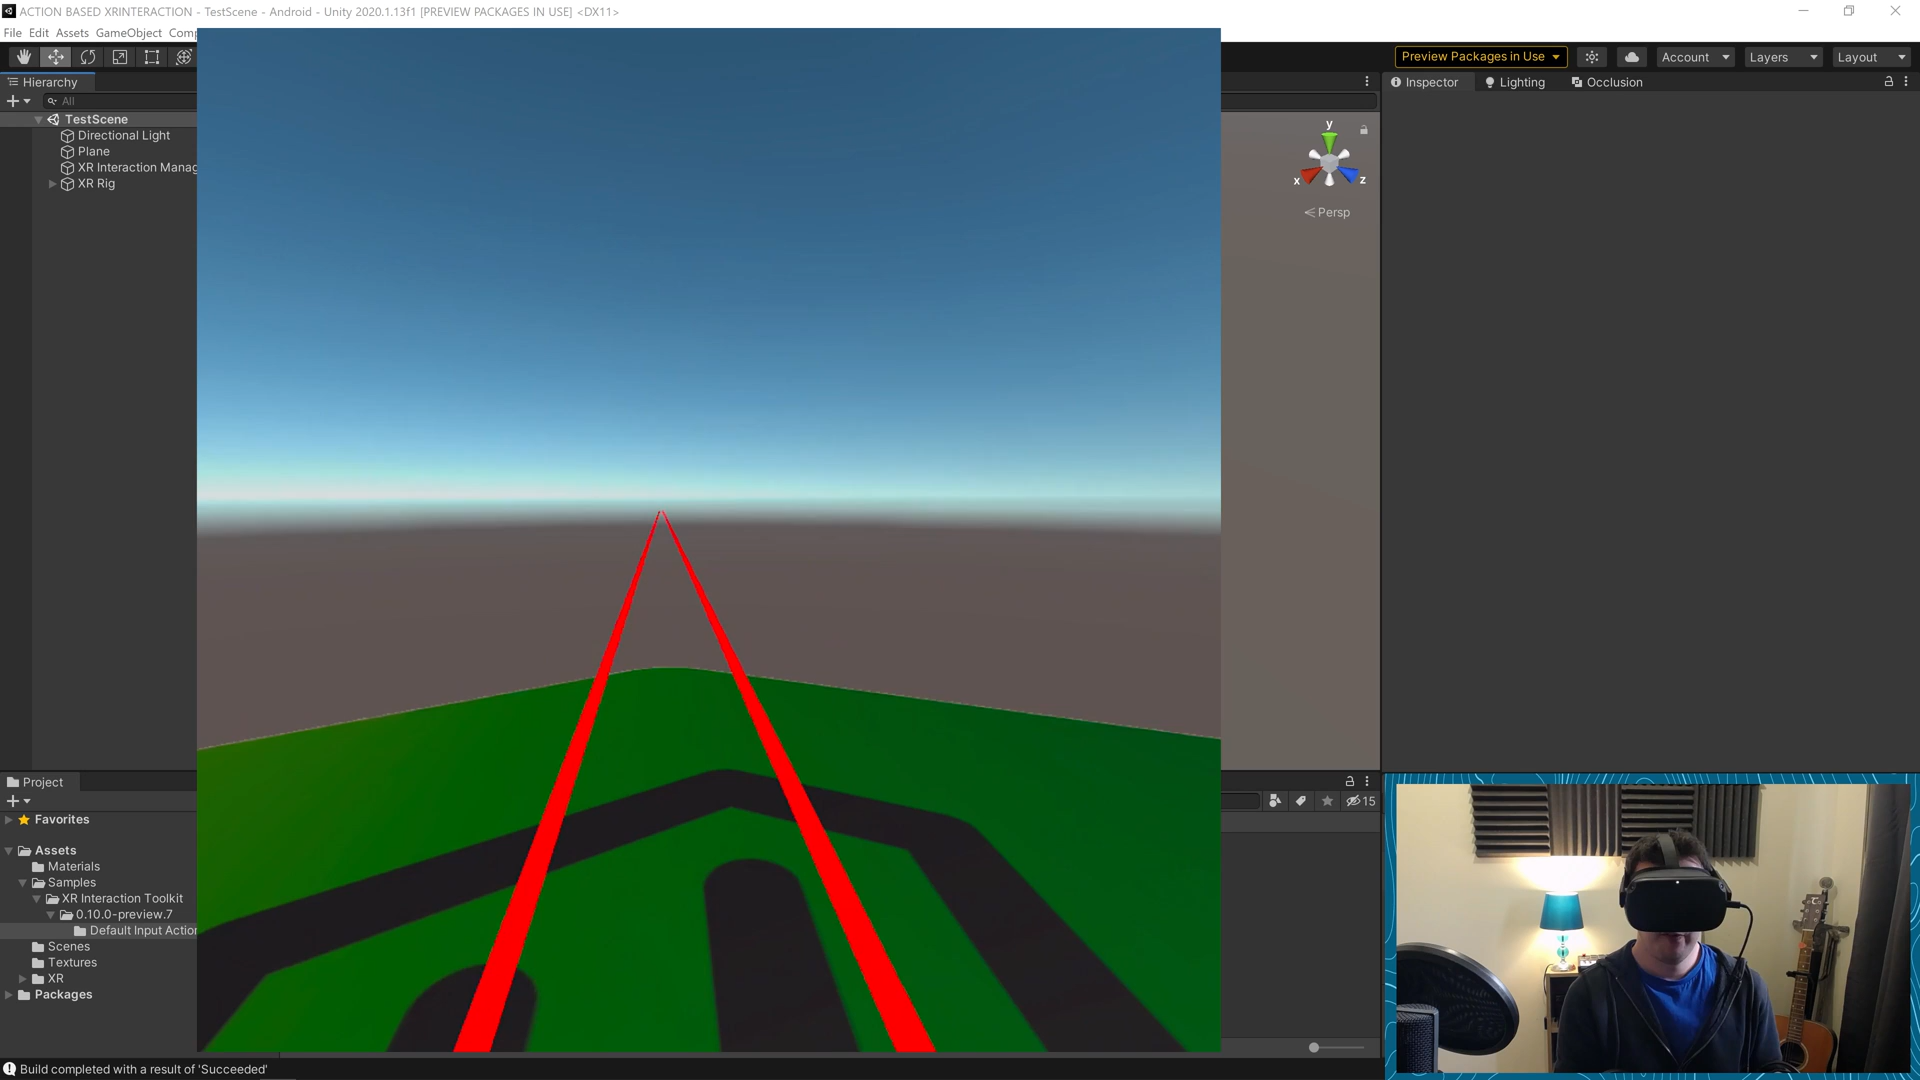 ACTION BASED XRINTERACTION - TestScene - Android - Unity 2020.1.13f1 [PREVIEW PACKAGES IN USE] <DX11>
File Edit Assets GameObject Comp
Preview Packages in Use Account Layers Layout
Hierarchy
Inspector Lighting Occlusion
All
TestScene
Directional Light
Plane
XR Interaction Manag
XR Rig
y
x z
Persp
Project
15
Favorites
Assets
Materials
Samples
XR Interaction Toolkit
0.10.0-preview.7
Default Input Action
Scenes
Textures
XR
Packages
Build completed with a result of 'Succeeded'